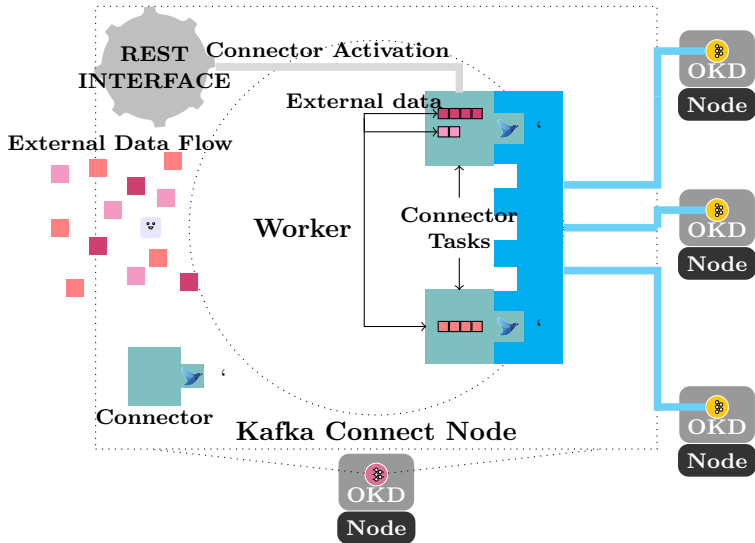 REST
INTERFACE
Connector Activation
External data
External Data Flow
Worker
Connector
Tasks
Connector
Kafka Connect Node
OKD
Node
OKD
Node
OKD
Node
OKD
Node